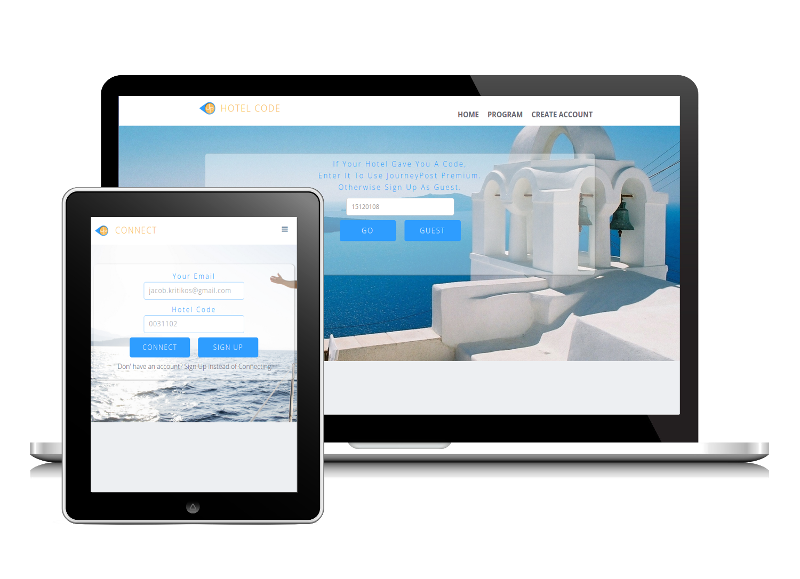 HOTEL CODE
HOME PROGRAM CREATE ACCOUNT
If Your Hotel Gave You A Code,
Enter It To Use JourneyPost Premium.
Otherwise Sign Up As Guest.
15120108
GO GUEST
CONNECT
Your Email
jacob.kritikos@gmail.com
Hotel Code
0031102
CONNECT SIGN UP
Don' have an account? Sign Up instead of Connecting!